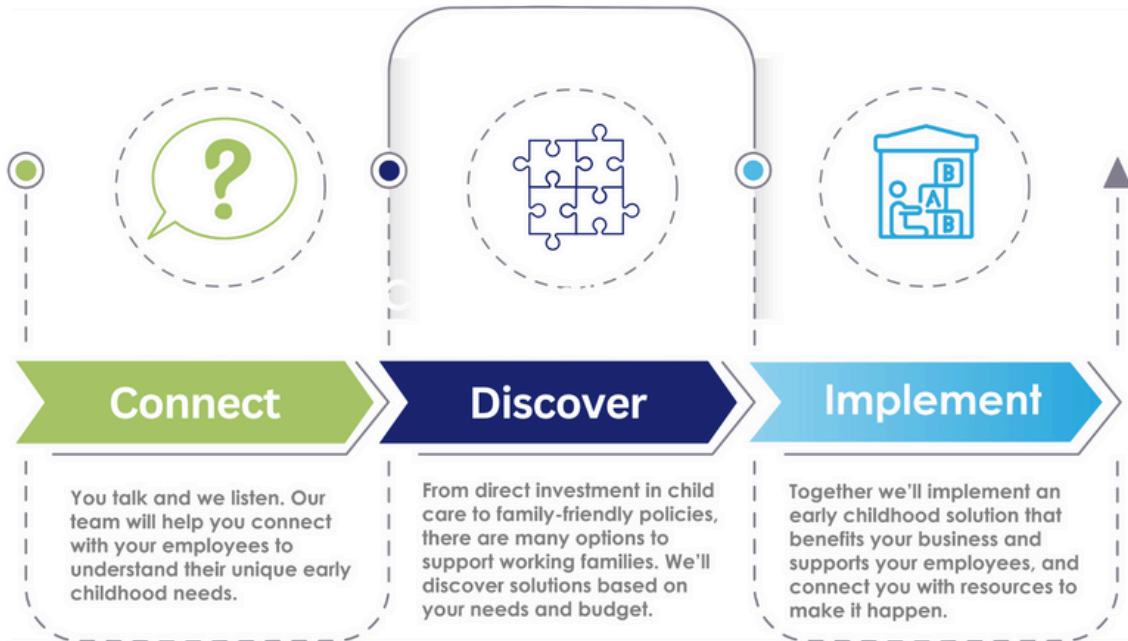 ?
B
A
B
Connect
You talk and we listen. Our
team will help you connect
with your employees to
understand their unique early
childhood needs.
Discover
From direct investment in child
care to family-friendly policies,
there are many options to
support working families. We'll
discover solutions based on
your needs and budget.
Implement
Together we'll implement an
early childhood solution that
benefits your business and
supports your employees, and
connect you with resources to
make it happen.